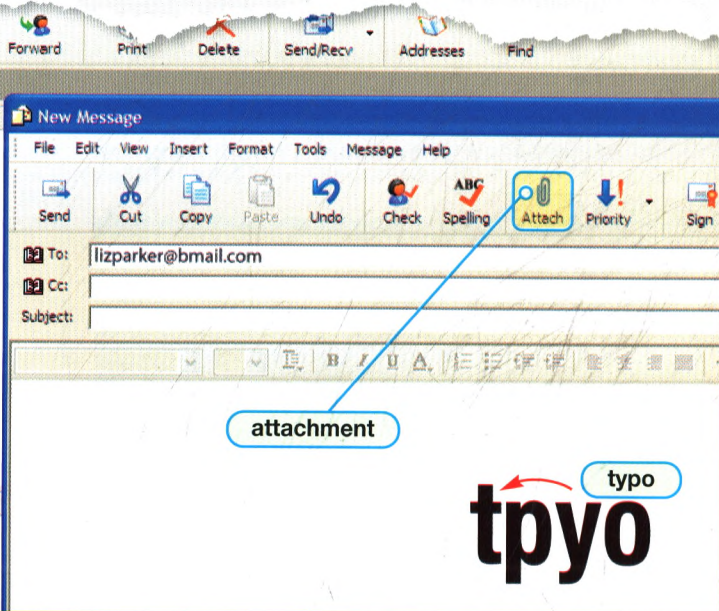 Forward Print Delete Send/Recv Addresses Find
New Message
File Edit View Insert Format Tools Message Help
ABC
Send Cut Copy Paste Undo Check Spelling Attach Priority Sign
To: lizparker@bmail.com
Cc:
Subject:
B I U A
attachment
typo
tpyo